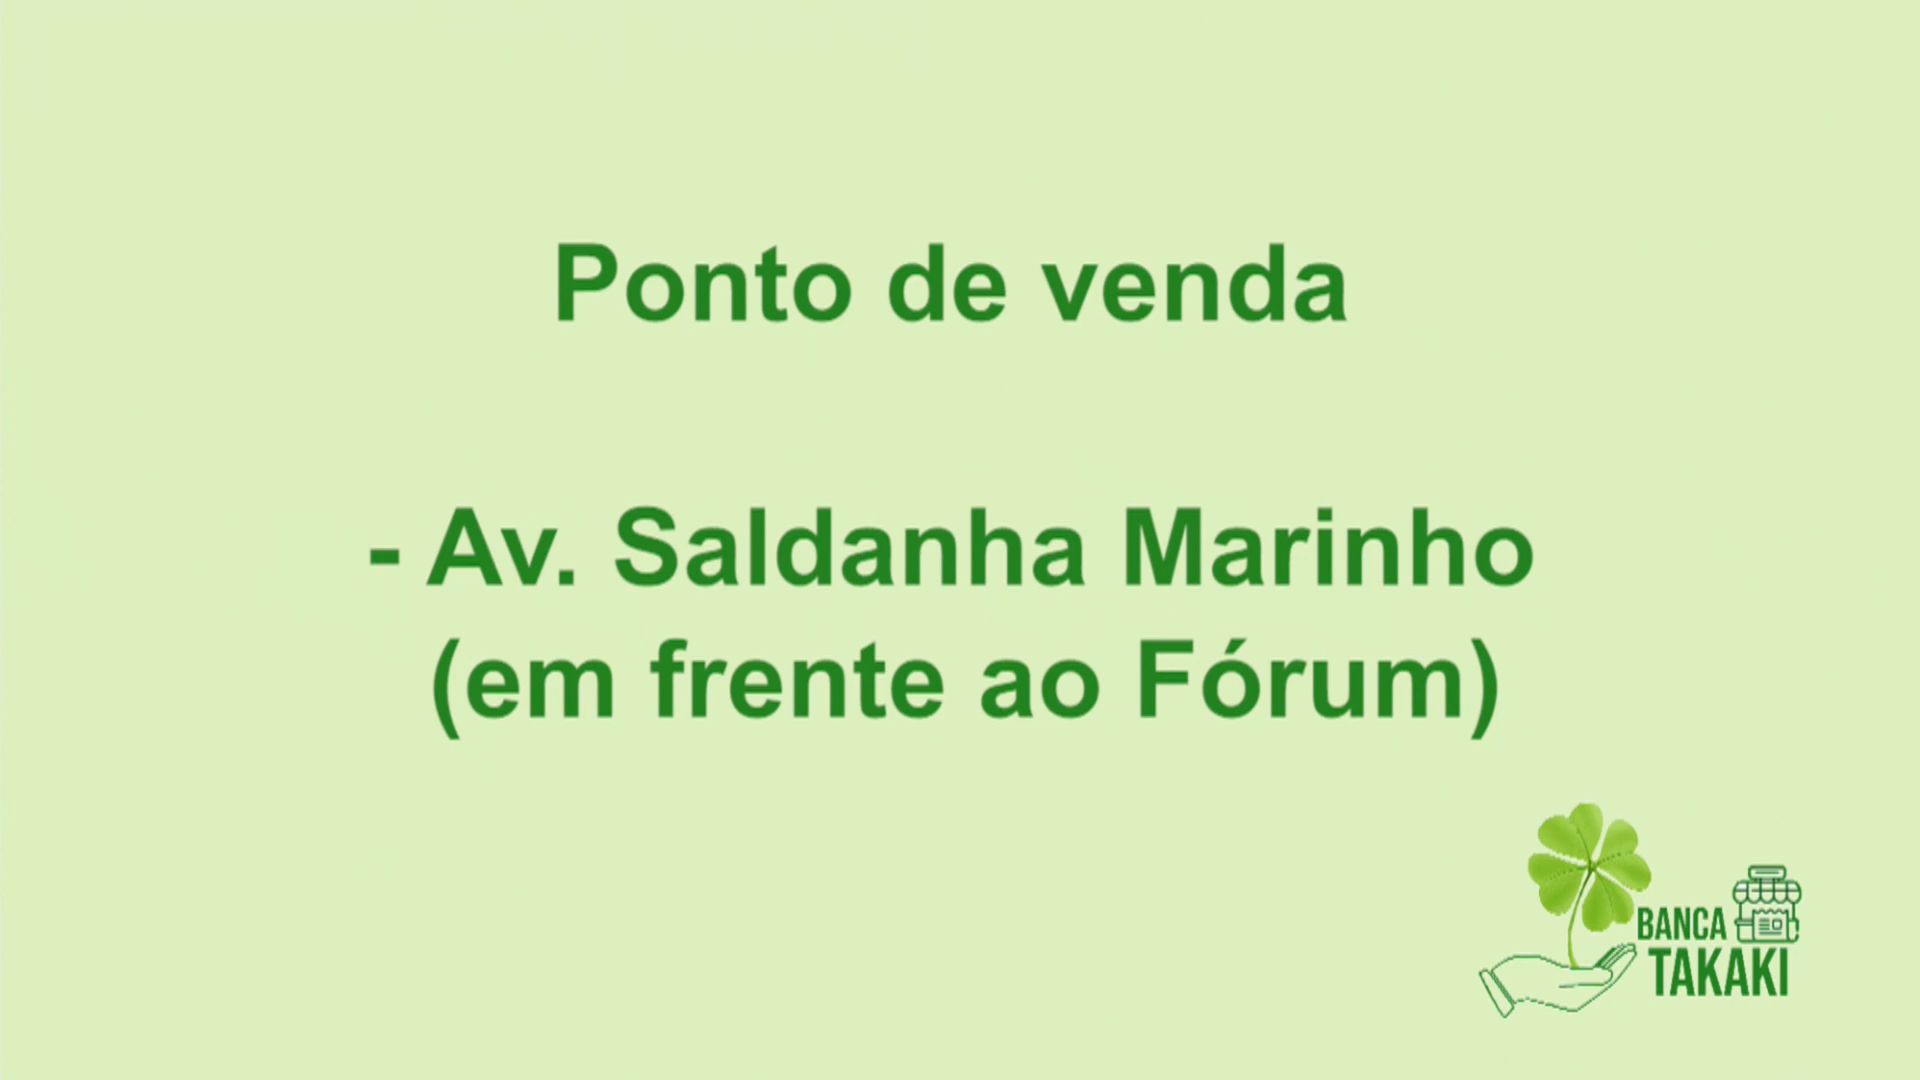 Ponto de venda
- Av. Saldanha Marinho
(em frente ao Fórum)
BANCA
TAKAKI